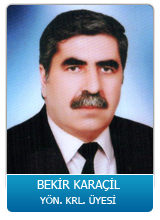 BEKİR KARAÇİL
YÖN. KRL. ÜYESİ